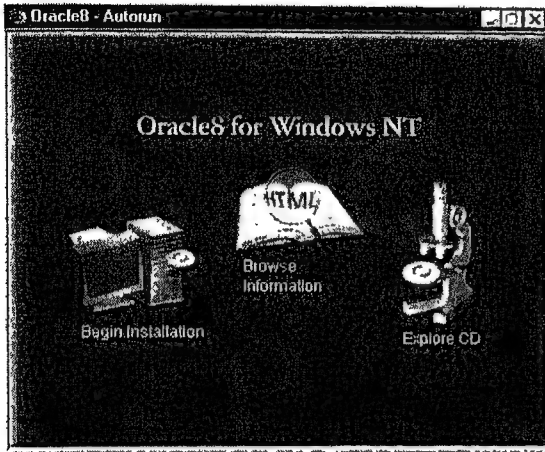 Oracle8 - Autorun
Oracle8 for Windows NT
HTML
Browse
Information
Begin Installation
Explore CD